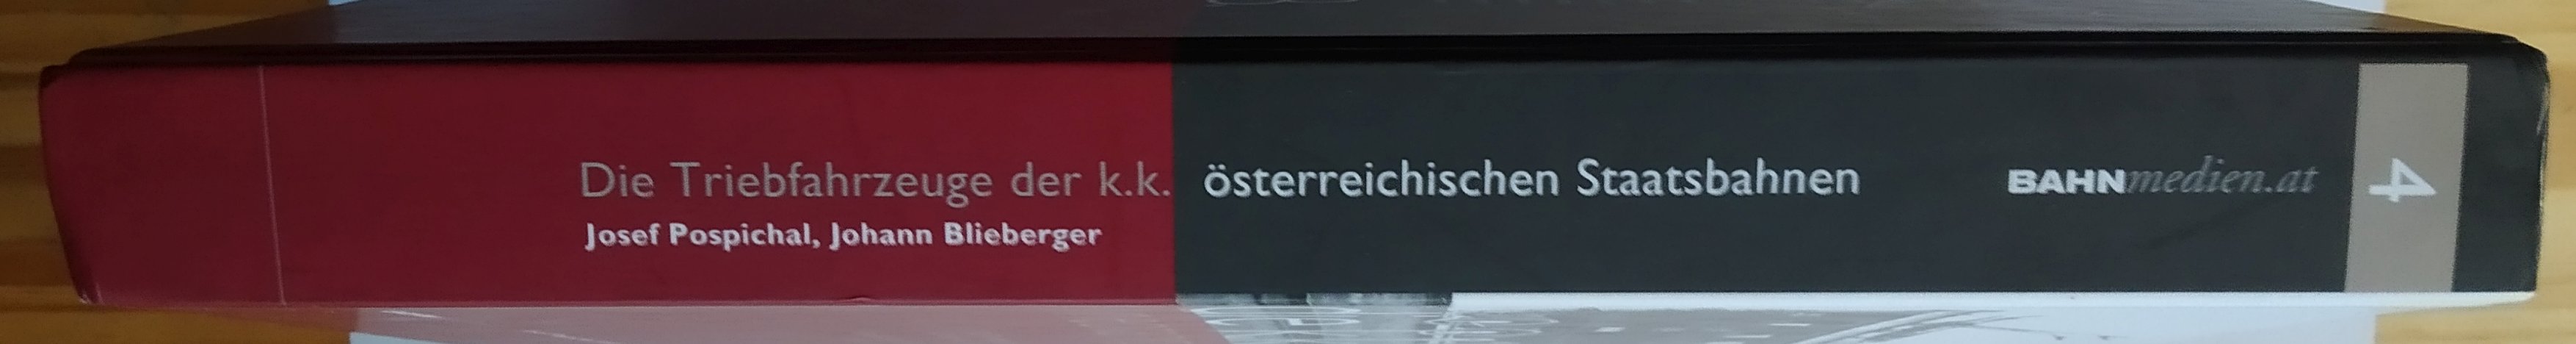 Die Triebfahrzeuge der k.k. österreichischen Staatsbahnen
Josef Pospichal, Johann Blieberger
BAHNmedien.at
4